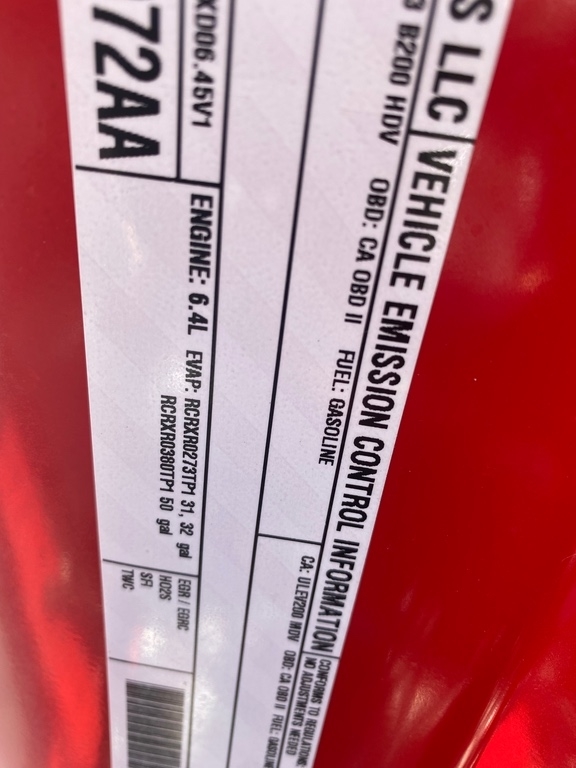 S LLC | VEHICLE EMISSION CONTROL INFORMATION
CONFORMS TO REGULATIONS:
NO ADJUSTMENTS NEEDED
3 B200 HDV OBD: CA OBD II FUEL: GASOLINE
CA: ULEV200 MDV OBD: CA OBD II FUEL: GASOLINE
XD06.45V1
72AA
ENGINE: 6.4L EVAP: RCRXR0273TP1 31, 32 gal
RCRXR0380TP1 50 gal
EGR / EGRC
HO2S
SFI
TWC